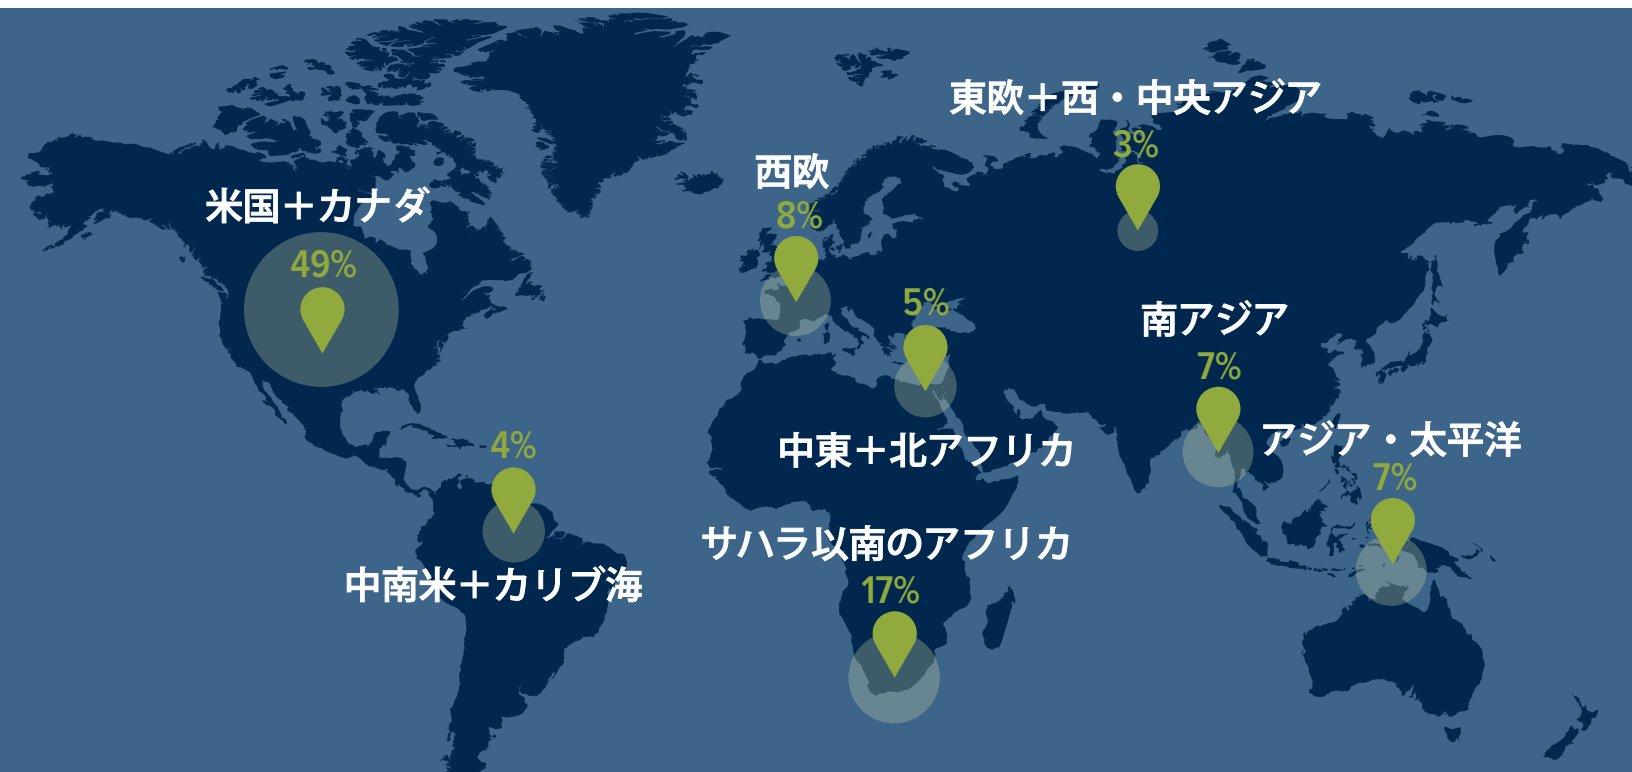 東欧＋西・中央アジア
3%
西欧
8%
米国＋カナダ
49%
5%
南アジア
7%
中東＋北アフリカ
アジア・太平洋
7%
4%
中南米＋カリブ海
サハラ以南のアフリカ
17%